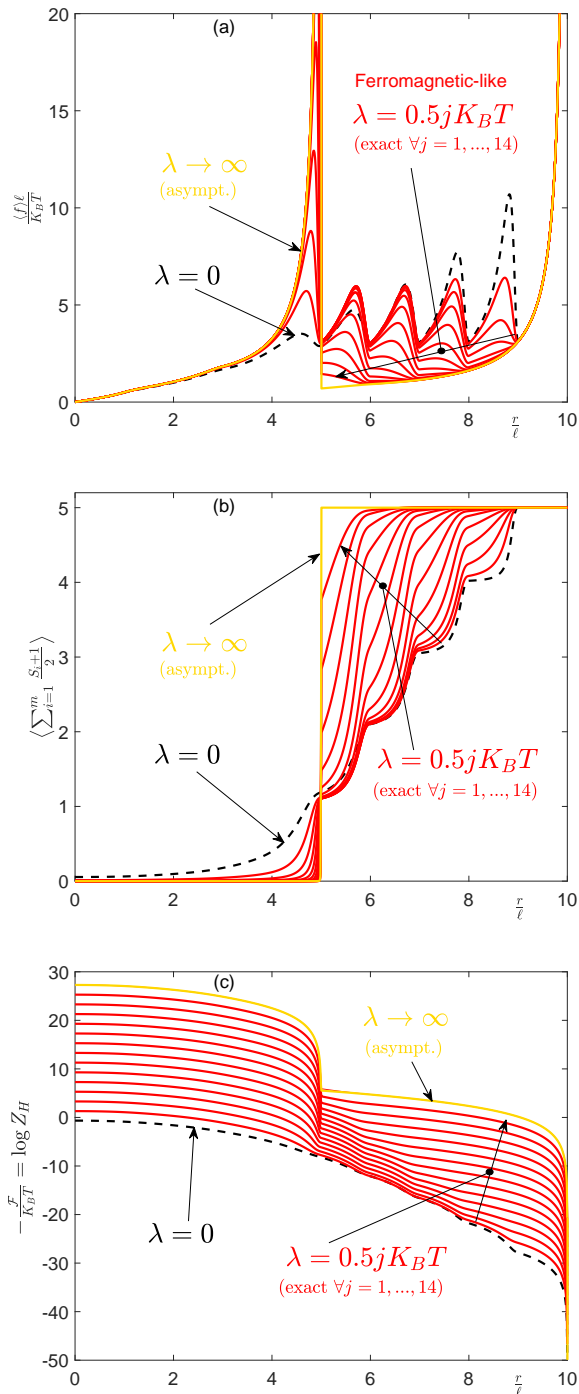 (a)
20
15
10
5
0
⟨f⟩ℓ/K_BT
Ferromagnetic-like
λ = 0.5jK_BT
(exact ∀j = 1, ..., 14)
λ → ∞
(asympt.)
λ = 0
0 2 4 6 8 10
r/ℓ
(b)
5
4
3
2
1
0
⟨∑_{i=1}^{m} (S_i+1)/2⟩
λ → ∞
(asympt.)
λ = 0
λ = 0.5jK_BT
(exact ∀j = 1, ..., 14)
0 2 4 6 8 10
r/ℓ
(c)
30
20
10
0
-10
-20
-30
-40
-50
−ℱ/K_BT = log Z_H
λ → ∞
(asympt.)
λ = 0
λ = 0.5jK_BT
(exact ∀j = 1, ..., 14)
0 2 4 6 8 10
r/ℓ